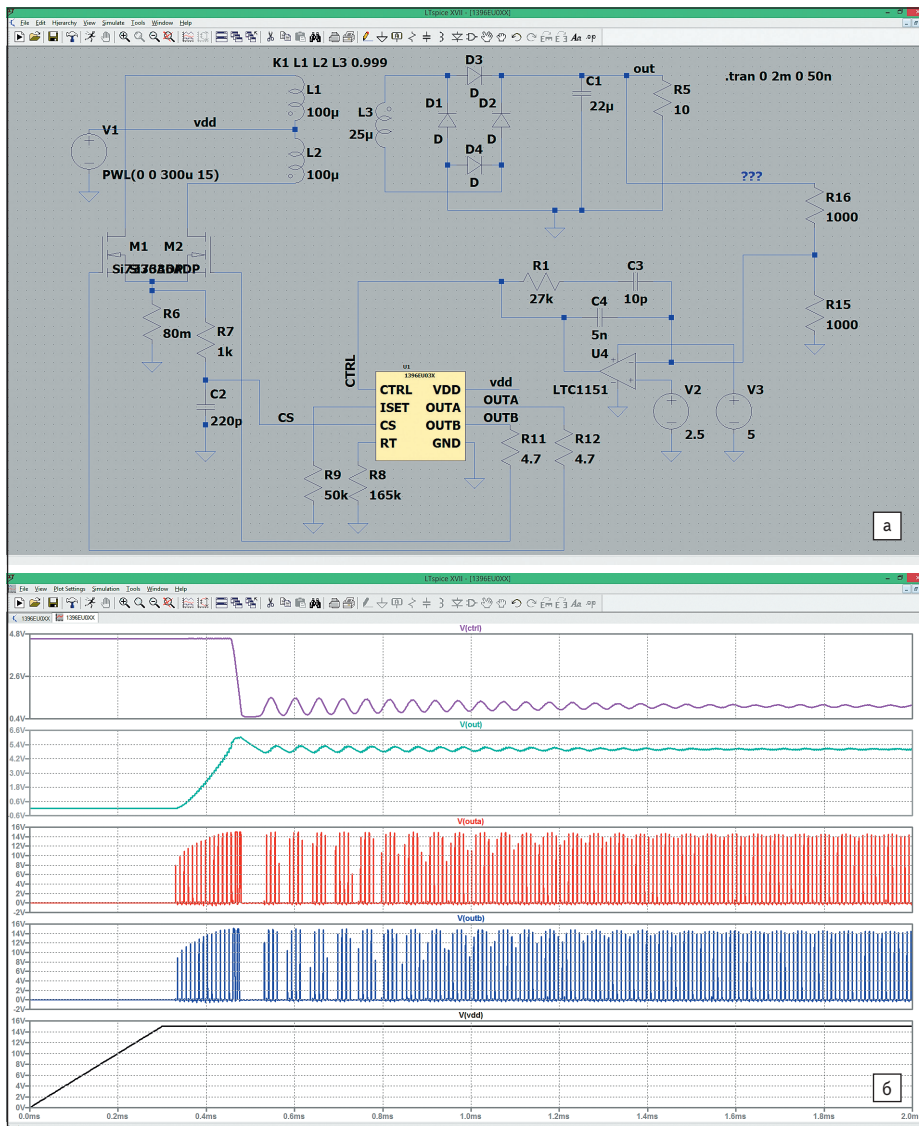 LTspice XVII - [1396EU0XX]
File Edit Hierarchy View Simulate Tools Window Help
K1 L1 L2 L3 0.999
L1
100µ
vdd
V1
PWL(0 0 300u 15)
L2
100µ
L3
25µ
D3
D
D1
D
D2
D
D4
D
C1
22µ
out
R5
10
.tran 0 2m 0 50n
???
R16
1000
R15
1000
M1
M2
R6
80m
R7
1k
C2
220p
CS
CTRL
U1
1396EU03X
CTRL VDD
ISET OUTA
CS OUTB
RT GND
vdd
OUTA
OUTB
R9
50k
R8
165k
R11
4.7
R12
4.7
R1
27k
C3
10p
C4
5n
U4
LTC1151
V2
2.5
V3
5
а
LTspice XVII - [1396EU0XX]
File View Plot Settings Simulation Tools Window Help
1396EU0XX 1396EU0XX
V(ctrl)
4.8V
2.6V
0.4V
V(out)
6.6V
5.4V
4.2V
3.0V
1.8V
0.6V
-0.6V
V(outa)
16V
14V
12V
10V
8V
6V
4V
2V
0V
-2V
V(outb)
16V
14V
12V
10V
8V
6V
4V
2V
0V
-2V
V(vdd)
16V
14V
12V
10V
8V
6V
4V
2V
0V
0.0ms 0.2ms 0.4ms 0.6ms 0.8ms 1.0ms 1.2ms 1.4ms 1.6ms 1.8ms 2.0ms
б